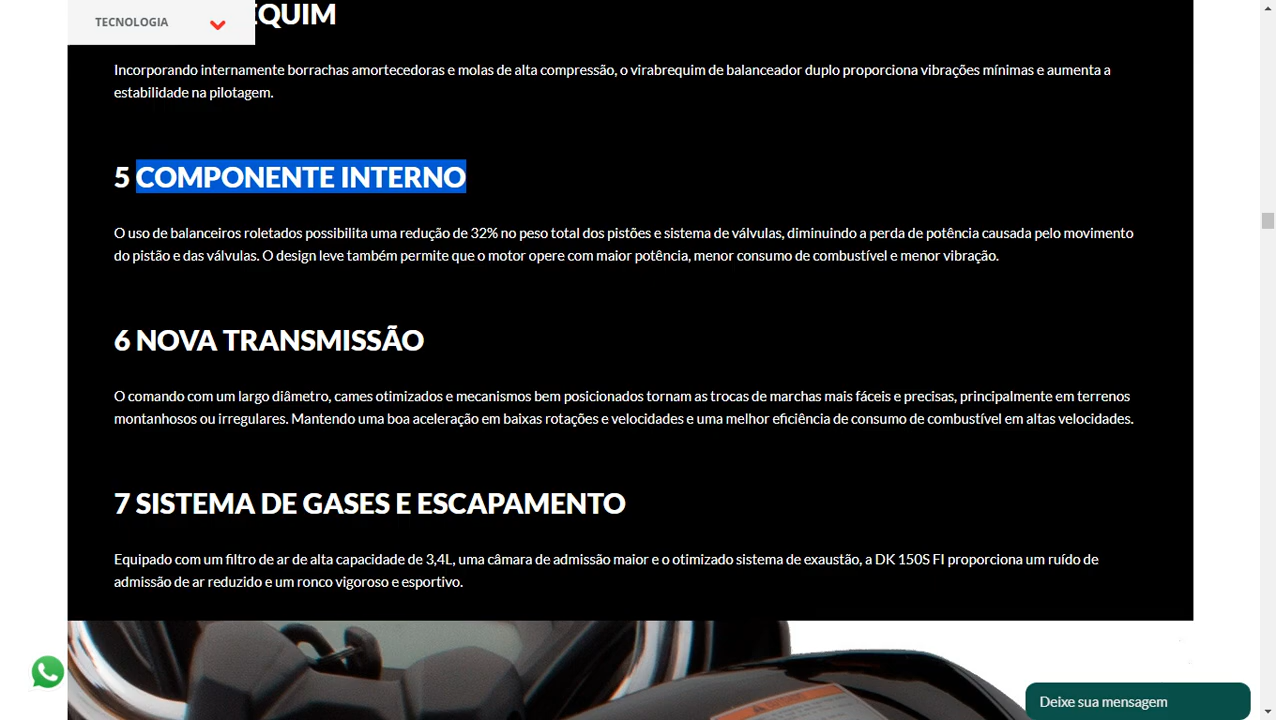 TECNOLOGIA
EQUIM
Incorporando internamente borrachas amortecedoras e molas de alta compressão, o virabrequim de balanceador duplo proporciona vibrações mínimas e aumenta a
estabilidade na pilotagem.
5 COMPONENTE INTERNO
O uso de balanceiros roletados possibilita uma redução de 32% no peso total dos pistões e sistema de válvulas, diminuindo a perda de potência causada pelo movimento
do pistão e das válvulas. O design leve também permite que o motor opere com maior potência, menor consumo de combustível e menor vibração.
6 NOVA TRANSMISSÃO
O comando com um largo diâmetro, cames otimizados e mecanismos bem posicionados tornam as trocas de marchas mais fáceis e precisas, principalmente em terrenos
montanhosos ou irregulares. Mantendo uma boa aceleração em baixas rotações e velocidades e uma melhor eficiência de consumo de combustível em altas velocidades.
7 SISTEMA DE GASES E ESCAPAMENTO
Equipado com um filtro de ar de alta capacidade de 3,4L, uma câmara de admissão maior e o otimizado sistema de exaustão, a DK 150S FI proporciona um ruído de
admissão de ar reduzido e um ronco vigoroso e esportivo.
Deixe sua mensagem